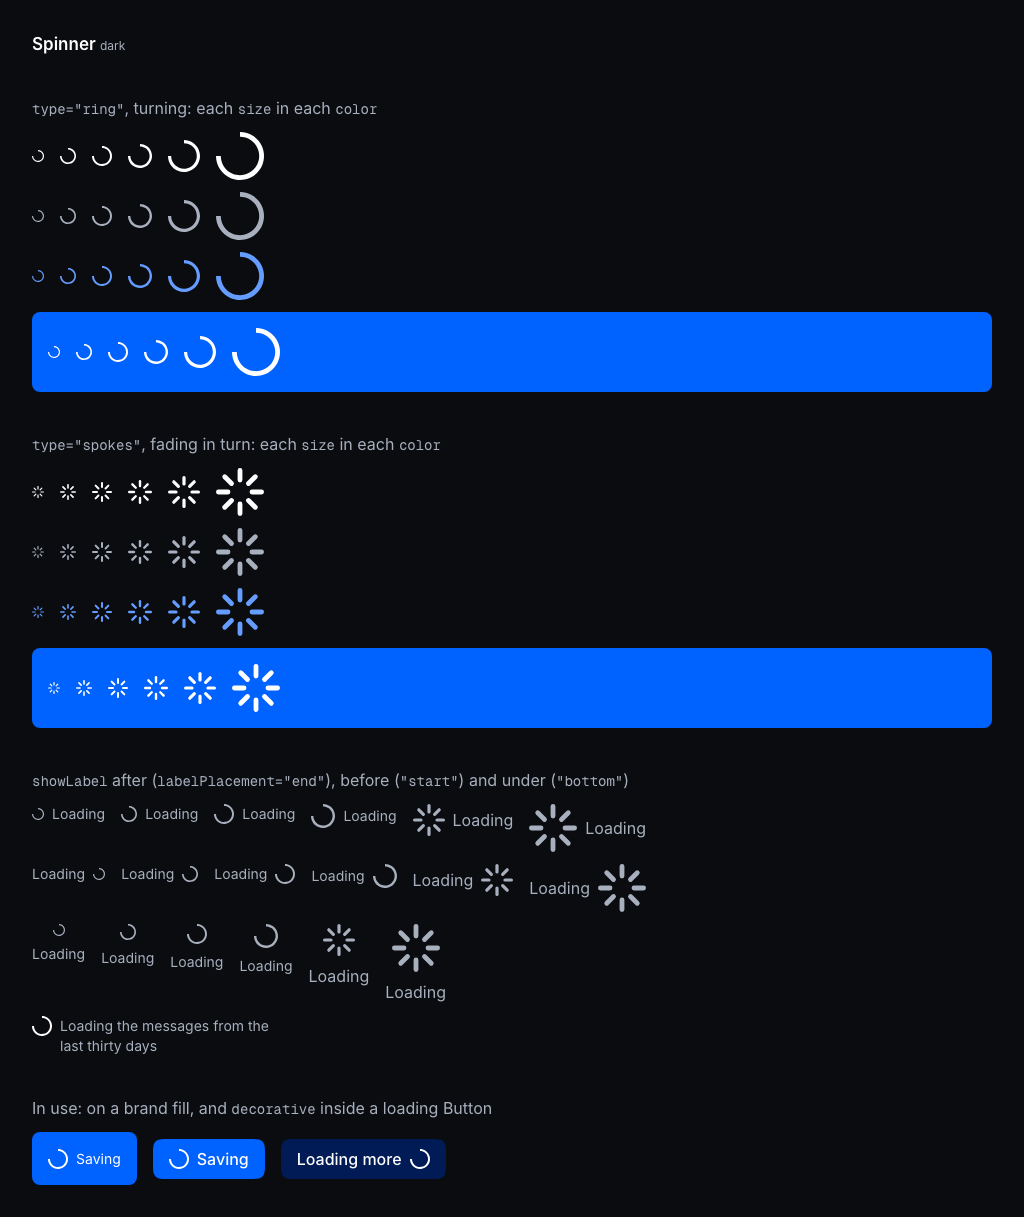 Spinner dark
type="ring", turning: each size in each color
type="spokes", fading in turn: each size in each color
showLabel after (labelPlacement="end"), before ("start") and under ("bottom")
Loading Loading Loading Loading Loading Loading
Loading Loading Loading Loading Loading Loading
Loading Loading Loading Loading Loading Loading
Loading the messages from the
last thirty days
In use: on a brand fill, and decorative inside a loading Button
Saving Saving Loading more